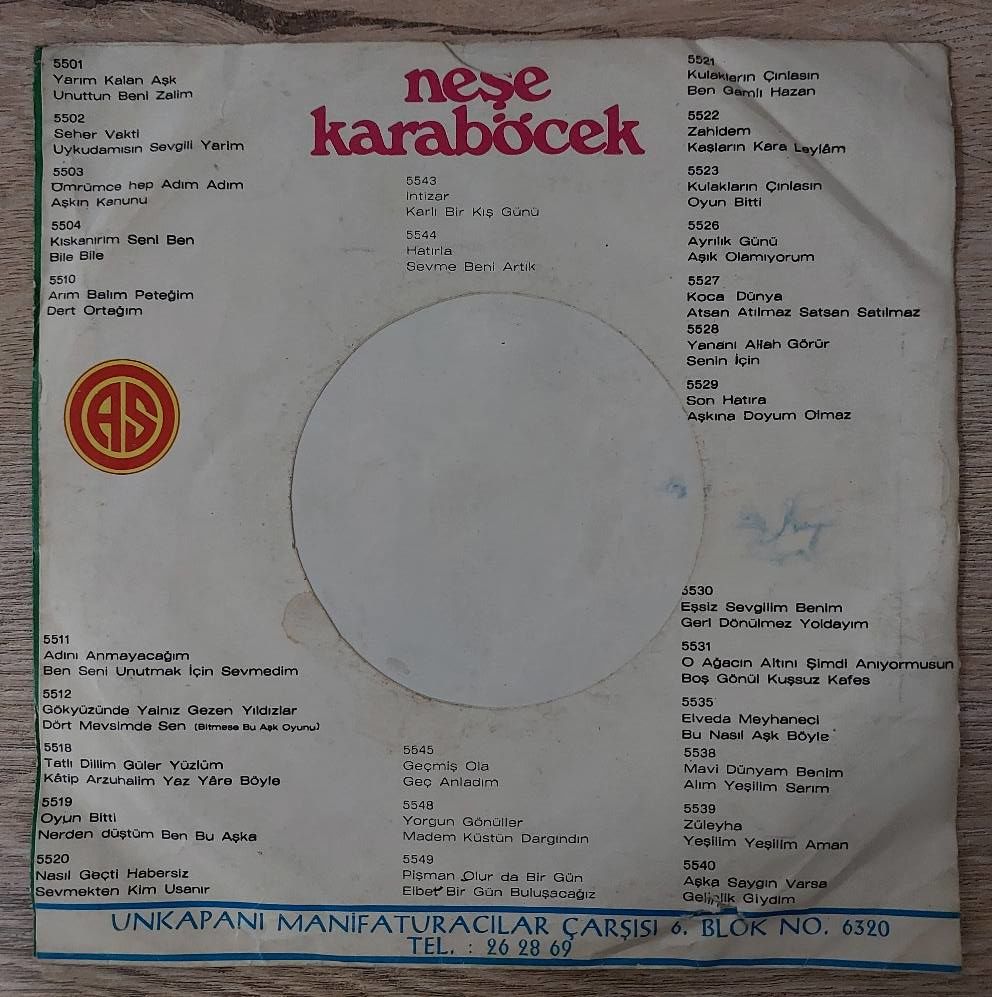 neşe
karaböcek
5501
Yarım Kalan Aşk
Unuttun Beni Zalim
5502
Seher Vakti
Uykudamısın Sevgili Yarim
5503
Ömrümce hep Adım Adım
Aşkın Kanunu
5504
Kıskanırım Seni Ben
Bile Bile
5510
Arım Balım Peteğim
Dert Ortağım
AS
5511
Adını Anmayacağım
Ben Seni Unutmak İçin Sevmedim
5512
Gökyüzünde Yalnız Gezen Yıldızlar
Dört Mevsimde Sen (Bitmese Bu Aşk Oyunu)
5518
Tatlı Dillim Güler Yüzlüm
Kâtip Arzuhalim Yaz Yâre Böyle
5519
Oyun Bitti
Nerden düştüm Ben Bu Aşka
5520
Nasıl Geçti Habersiz
Sevmekten Kim Usanır
5543
İntizar
Karlı Bir Kış Günü
5544
Hatırla
Sevme Beni Artık
5545
Geçmiş Ola
Geç Anladım
5548
Yorgun Gönüller
Madem Küstün Dargındın
5549
Pişman Olur da Bir Gün
Elbet Bir Gün Buluşacağız
5521
Kulakların Çınlasın
Ben Gamlı Hazan
5522
Zahidem
Kaşların Kara Leylâm
5523
Kulakların Çınlasın
Oyun Bitti
5526
Ayrılık Günü
Aşık Olamıyorum
5527
Koca Dünya
Atsan Atılmaz Satsan Satılmaz
5528
Yananı Allah Görür
Senin İçin
5529
Son Hatıra
Aşkına Doyum Olmaz
5530
Eşsiz Sevgilim Benim
Geri Dönülmez Yoldayım
5531
O Ağacın Altını Şimdi Anıyormusun
Boş Gönül Kuşsuz Kafes
5535
Elveda Meyhaneci
Bu Nasıl Aşk Böyle
5538
Mavi Dünyam Benim
Alım Yeşilim Sarım
5539
Züleyha
Yeşilim Yeşilim Aman
5540
Aşka Saygın Varsa
Gelinlik Giydim
UNKAPANI MANİFATURACILAR ÇARŞISI 6. BLOK NO. 6320
TEL. : 26 28 69